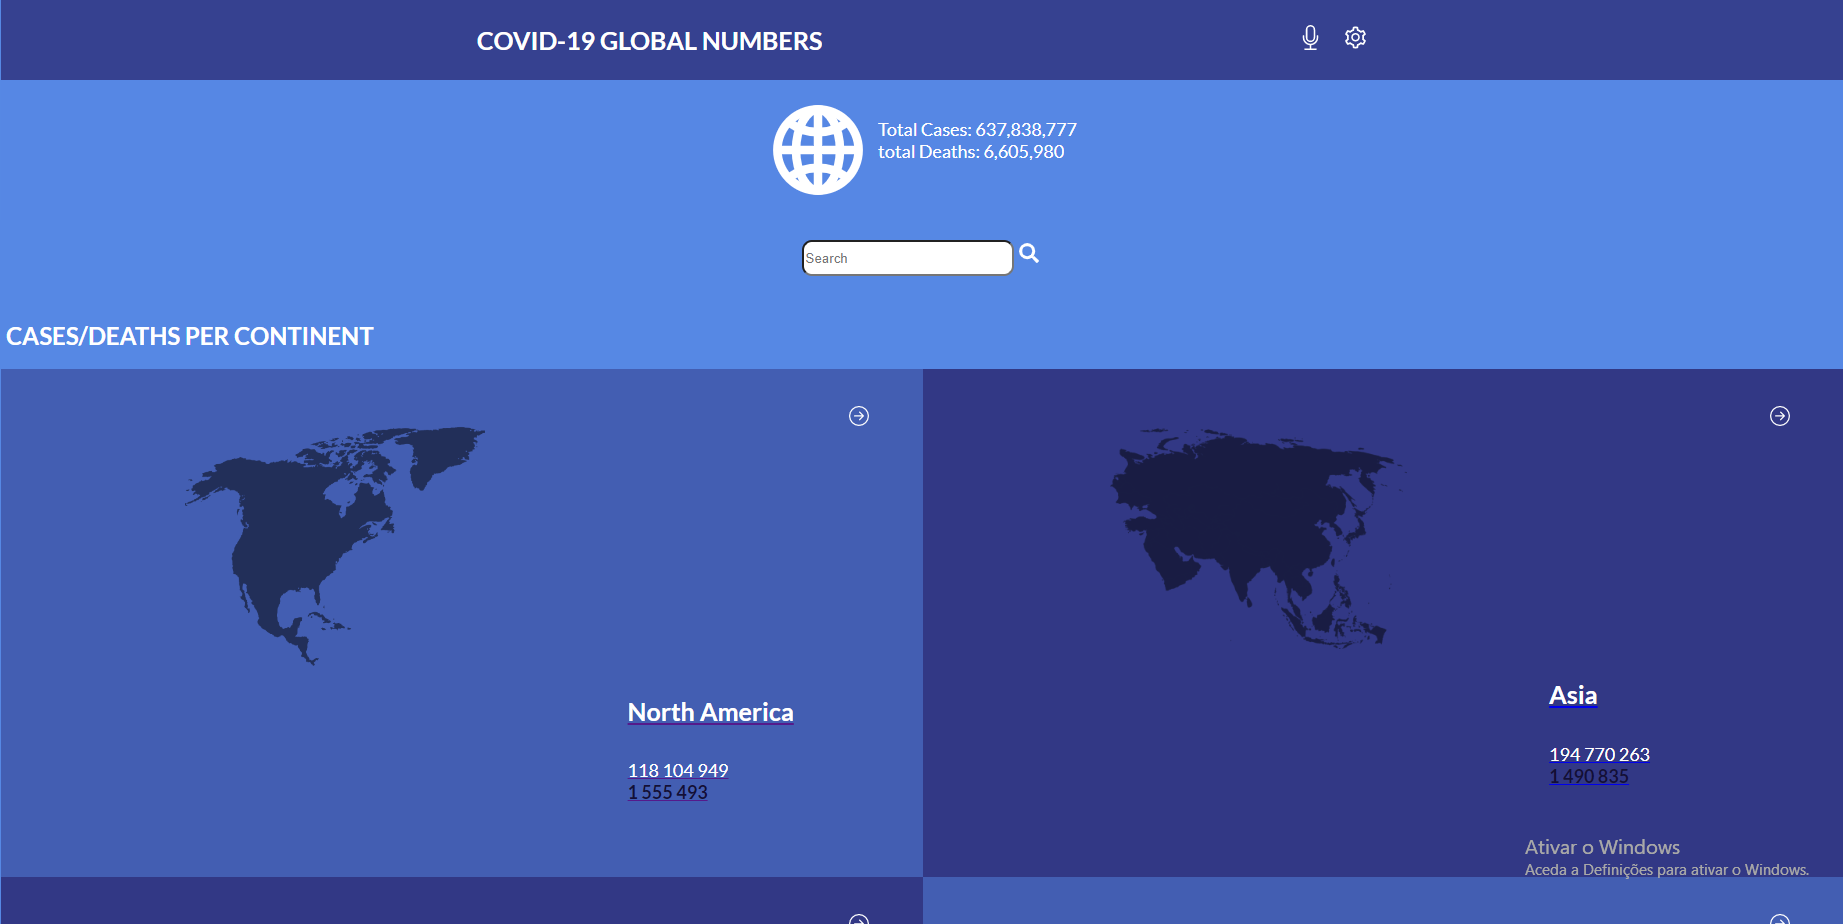 COVID-19 GLOBAL NUMBERS
Total Cases: 637,838,777
total Deaths: 6,605,980
Search
CASES/DEATHS PER CONTINENT
North America
118 104 949
1 555 493
Asia
194 770 263
1 490 835
Ativar o Windows
Aceda a Definições para ativar o Windows.